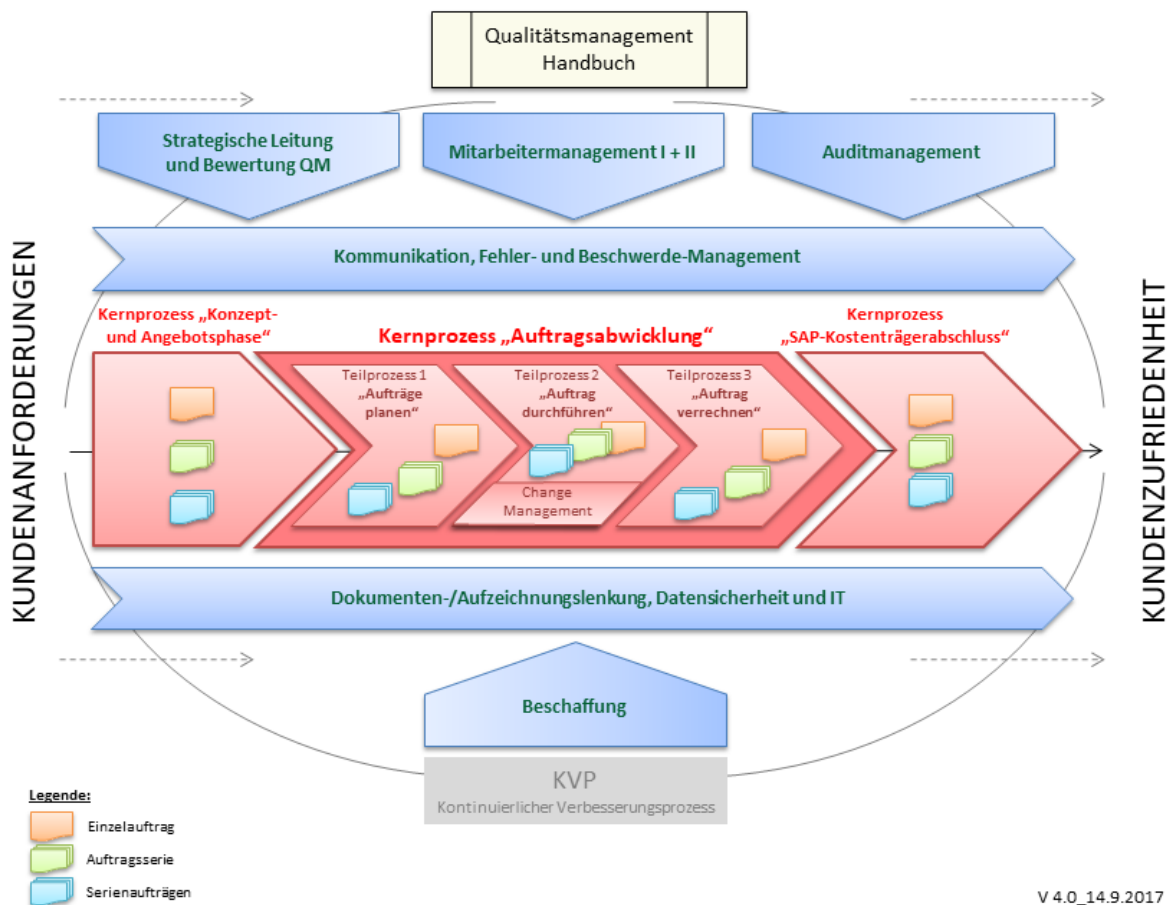 Qualitätsmanagement
Handbuch
Strategische Leitung
und Bewertung QM
Mitarbeitermanagement I + II
Auditmanagement
KUNDENANFORDERUNGEN
Kommunikation, Fehler- und Beschwerde-Management
KUNDENZUFRIEDENHEIT
Kernprozess „Konzept-
und Angebotsphase“
Kernprozess „Auftragsabwicklung“
Kernprozess
„SAP-Kostenträgerabschluss“
Teilprozess 1
„Aufträge
planen“
Teilprozess 2
„Auftrag
durchführen“
Teilprozess 3
„Auftrag
verrechnen“
Change
Management
Dokumenten-/Aufzeichnungslenkung, Datensicherheit und IT
Beschaffung
KVP
Kontinuierlicher Verbesserungsprozess
Legende:
Einzelauftrag
Auftragsserie
Serienaufträgen
V 4.0_14.9.2017